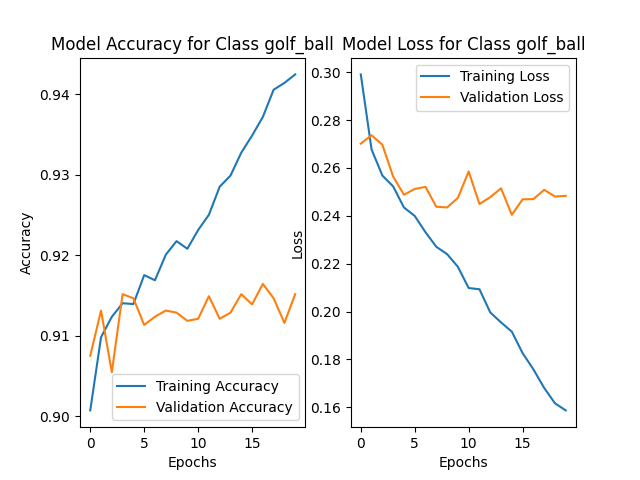 Model Accuracy for Class golf_ball
0.94
0.93
0.92
0.91
0.90
Accuracy
Training Accuracy
Validation Accuracy
0
5
10
15
Epochs
Model Loss for Class golf_ball
0.30
0.28
0.26
0.24
0.22
0.20
0.18
0.16
Loss
Training Loss
Validation Loss
0
5
10
15
Epochs